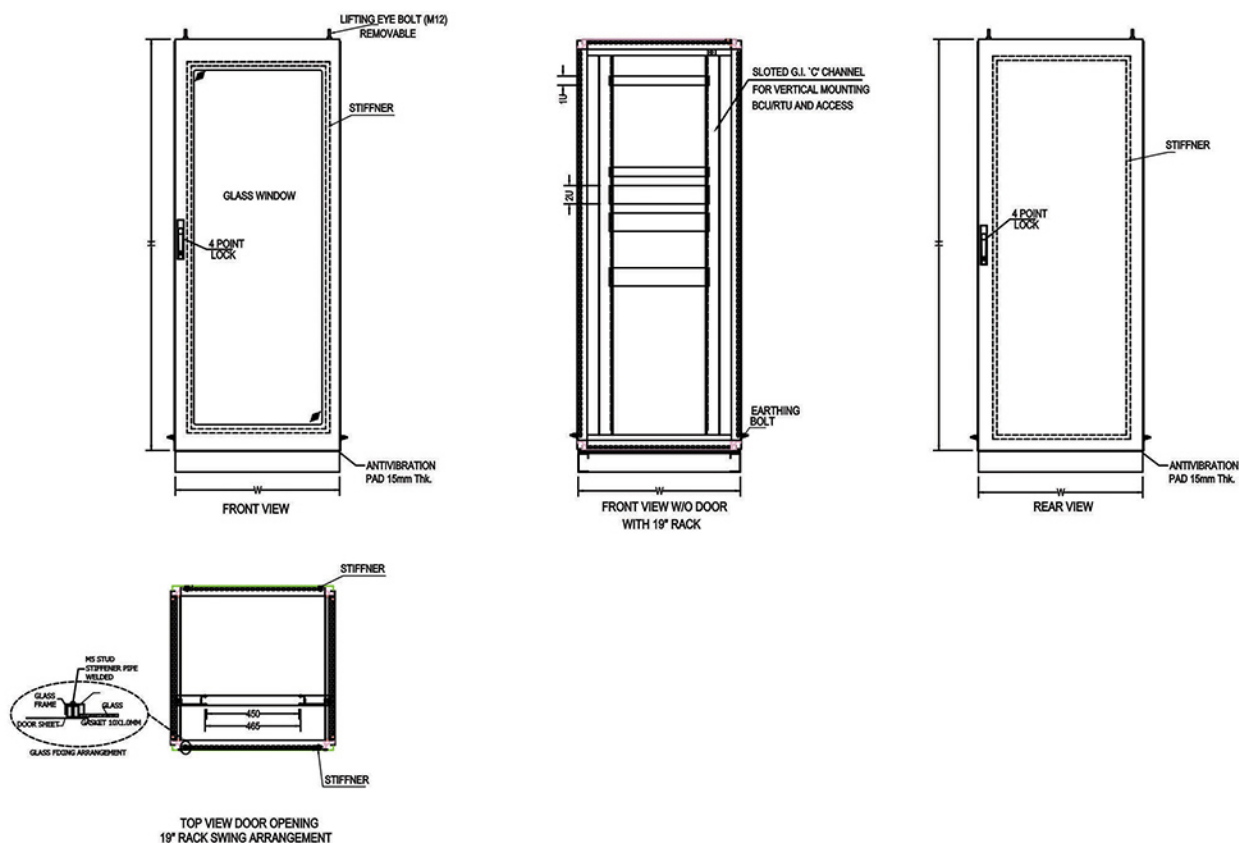 LIFTING EYE BOLT (M12)
REMOVABLE
STIFFNER
GLASS WINDOW
4 POINT
LOCK
H
ANTIVIBRATION
PAD 15mm Thk.
W
FRONT VIEW
1U
2U
SLOTED G.I. 'C' CHANNEL
FOR VERTICAL MOUNTING
BCU/RTU AND ACCESS
EARTHING
BOLT
W
FRONT VIEW W/O DOOR
WITH 19" RACK
STIFFNER
4 POINT
LOCK
H
ANTIVIBRATION
PAD 15mm Thk.
W
REAR VIEW
STIFFNER
M5 STUD
STIFFENER PIPE
WELDED
GLASS
FRAME
GLASS
DOOR SHEET
GASKET 10X1.0MM
GLASS FIXING ARRANGEMENT
450
465
STIFFNER
TOP VIEW DOOR OPENING
19" RACK SWING ARRANGEMENT